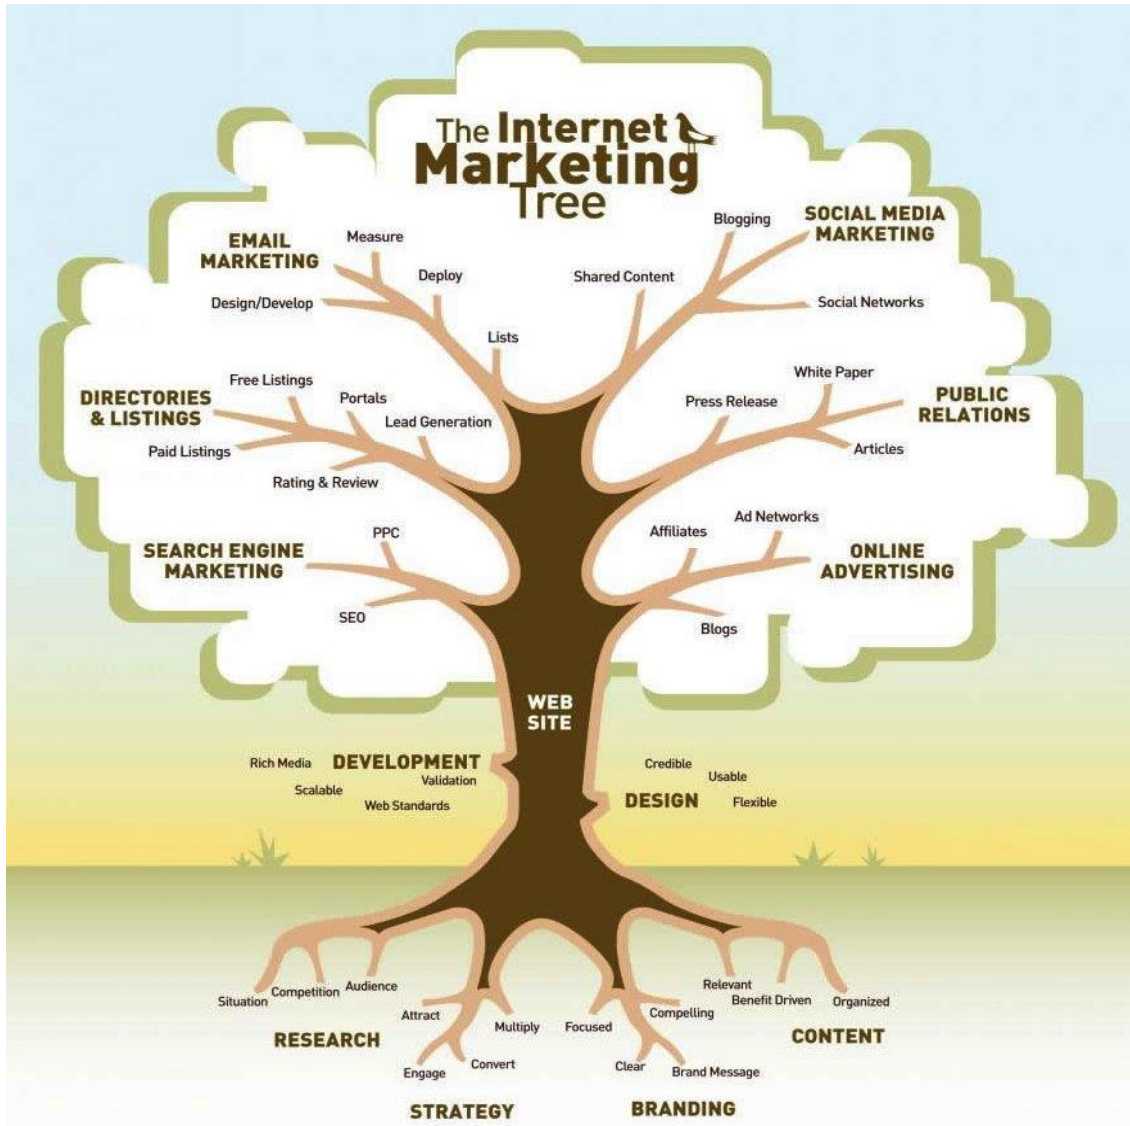 The Internet
Marketing
Tree
EMAIL
MARKETING
Measure
Deploy
Design/Develop
Lists
SOCIAL MEDIA
MARKETING
Blogging
Shared Content
Social Networks
DIRECTORIES
& LISTINGS
Free Listings
Portals
Lead Generation
Paid Listings
Rating & Review
White Paper
Press Release
PUBLIC
RELATIONS
Articles
SEARCH ENGINE
MARKETING
PPC
SEO
Affiliates
Ad Networks
ONLINE
ADVERTISING
Blogs
WEB
SITE
Rich Media
DEVELOPMENT
Scalable
Validation
Web Standards
Credible
Usable
DESIGN
Flexible
Situation
Competition
Audience
RESEARCH
Attract
Multiply
Engage
Convert
STRATEGY
Focused
Compelling
Clear
Brand Message
BRANDING
Relevant
Benefit Driven
Organized
CONTENT